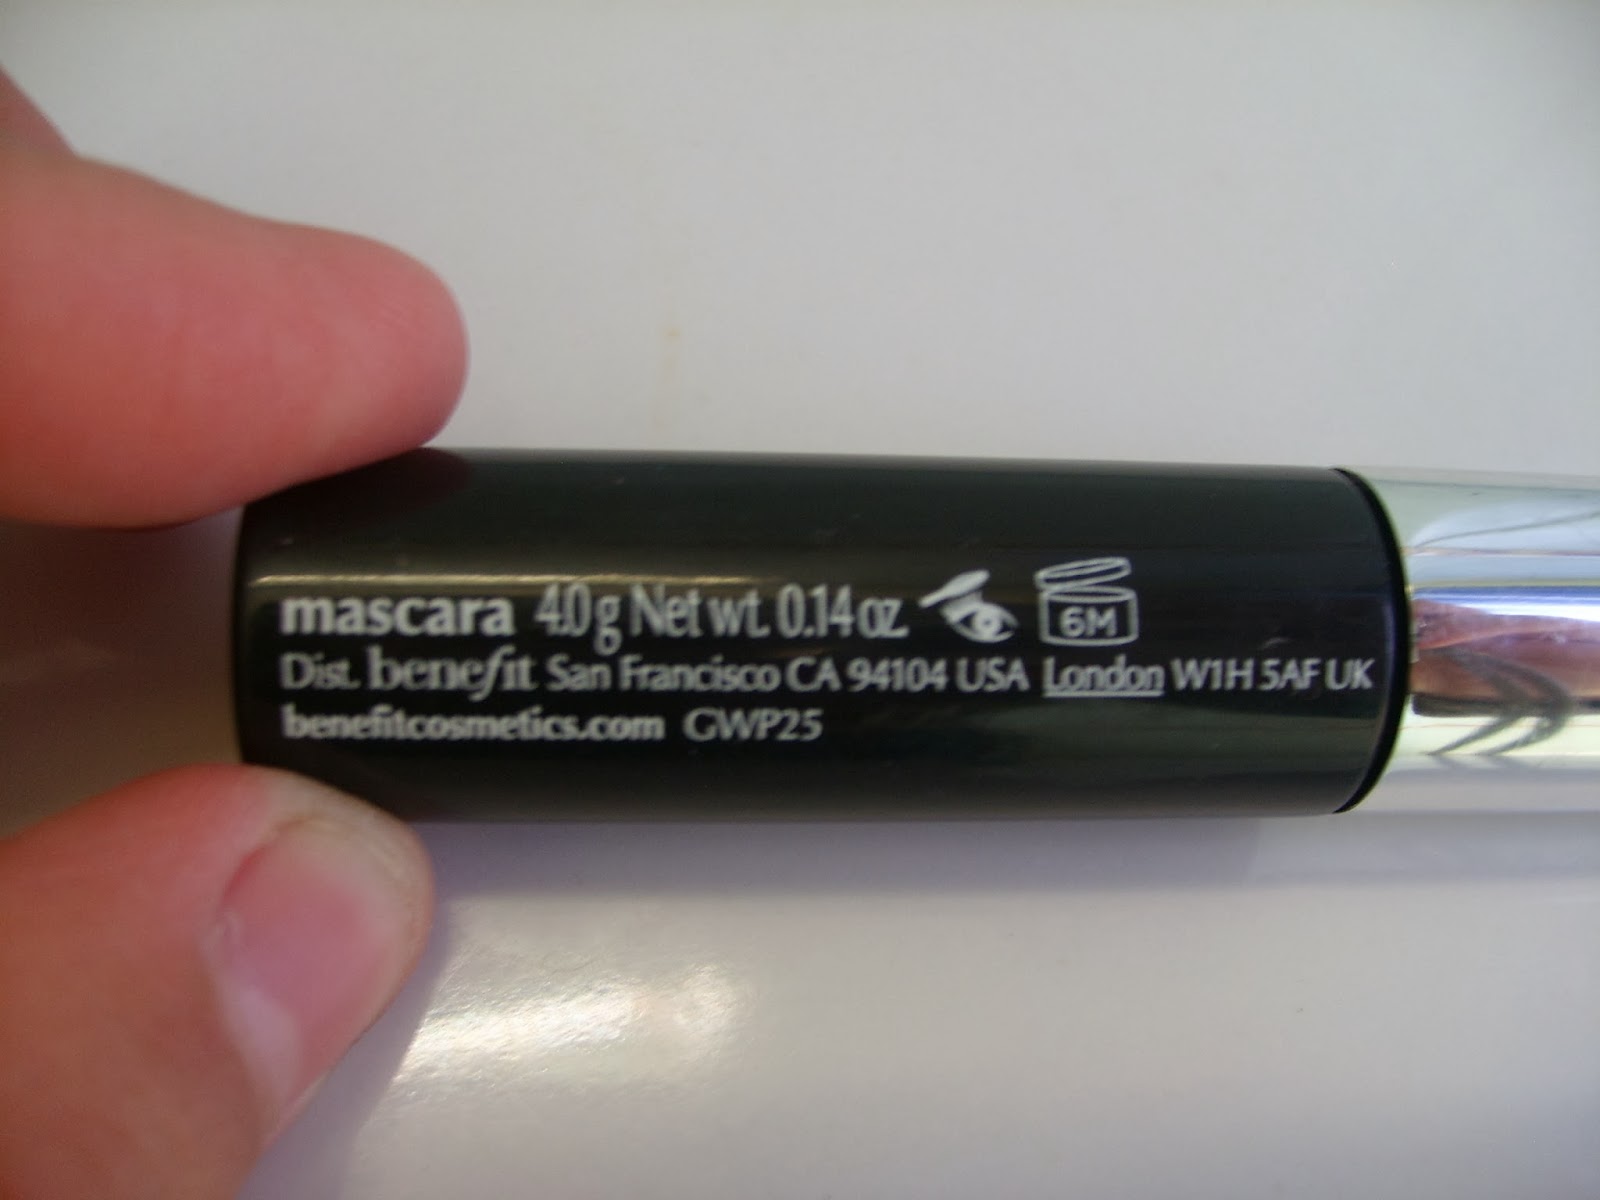 mascara 4.0 g Net wt. 0.14 oz. 6M
Dist. benefit San Francisco CA 94104 USA London W1H 5AF UK
benefitcosmetics.com GWP25